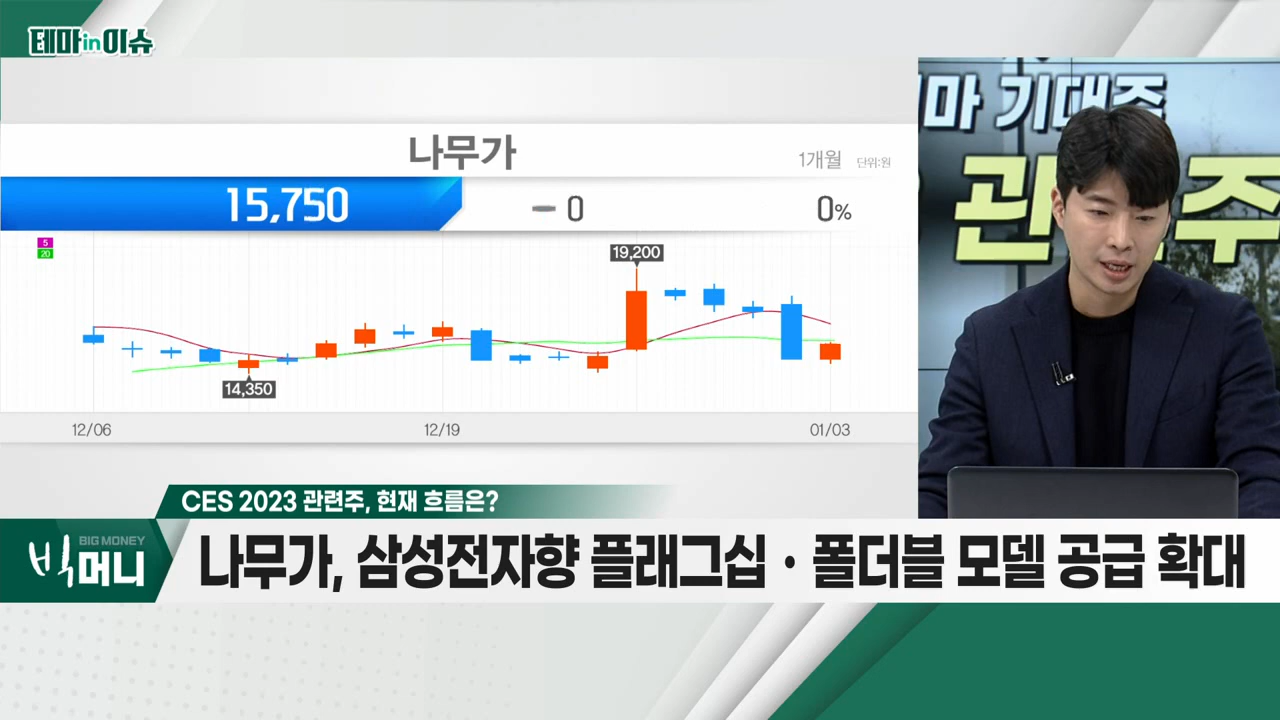 테마in이슈
마 기대주
관 주
나무가
1개월 단위:원
15,750
0
0%
5
20
19,200
14,350
12/06
12/19
01/03
CES 2023 관련주, 현재 흐름은?
BIG MONEY
빅머니
나무가, 삼성전자향 플래그십·폴더블 모델 공급 확대